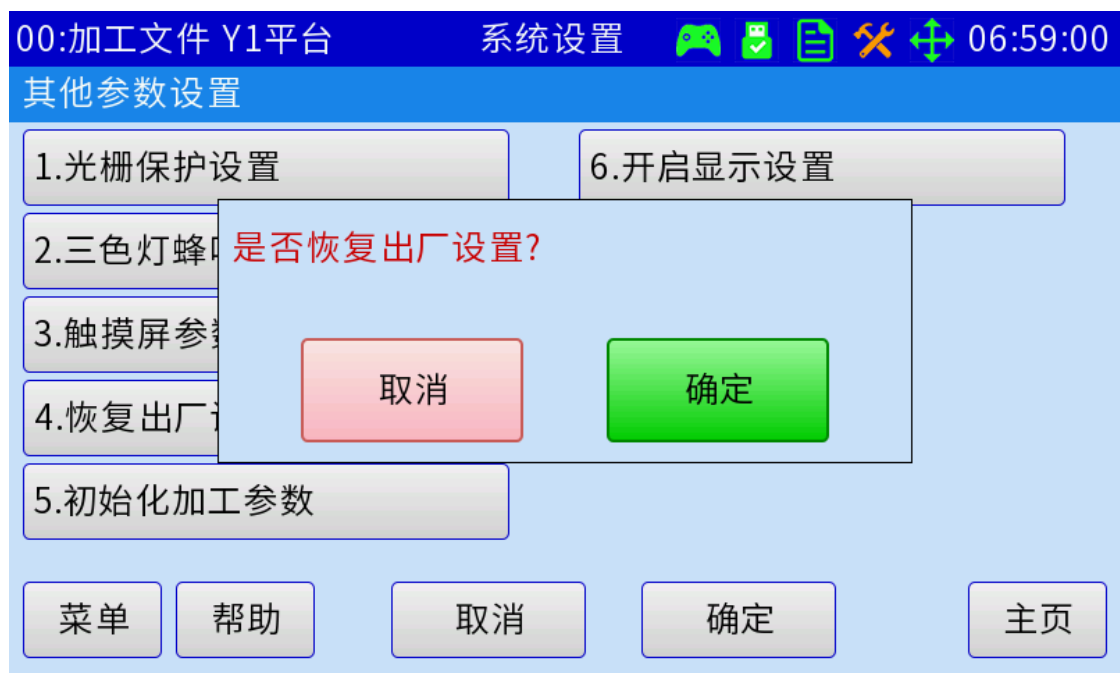 00:加工文件 Y1平台 系统设置 06:59:00
其他参数设置
1.光栅保护设置
6.开启显示设置
2.三色灯蜂
是否恢复出厂设置?
3.触摸屏参
取消
确定
4.恢复出厂
5.初始化加工参数
菜单 帮助 取消 确定 主页